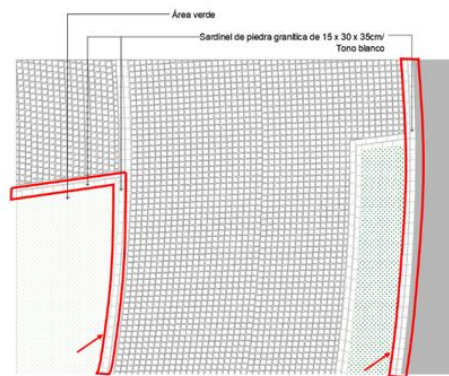 Área verde
Sardinel de piedra granítica de 15 x 30 x 35cm/
Tono blanco